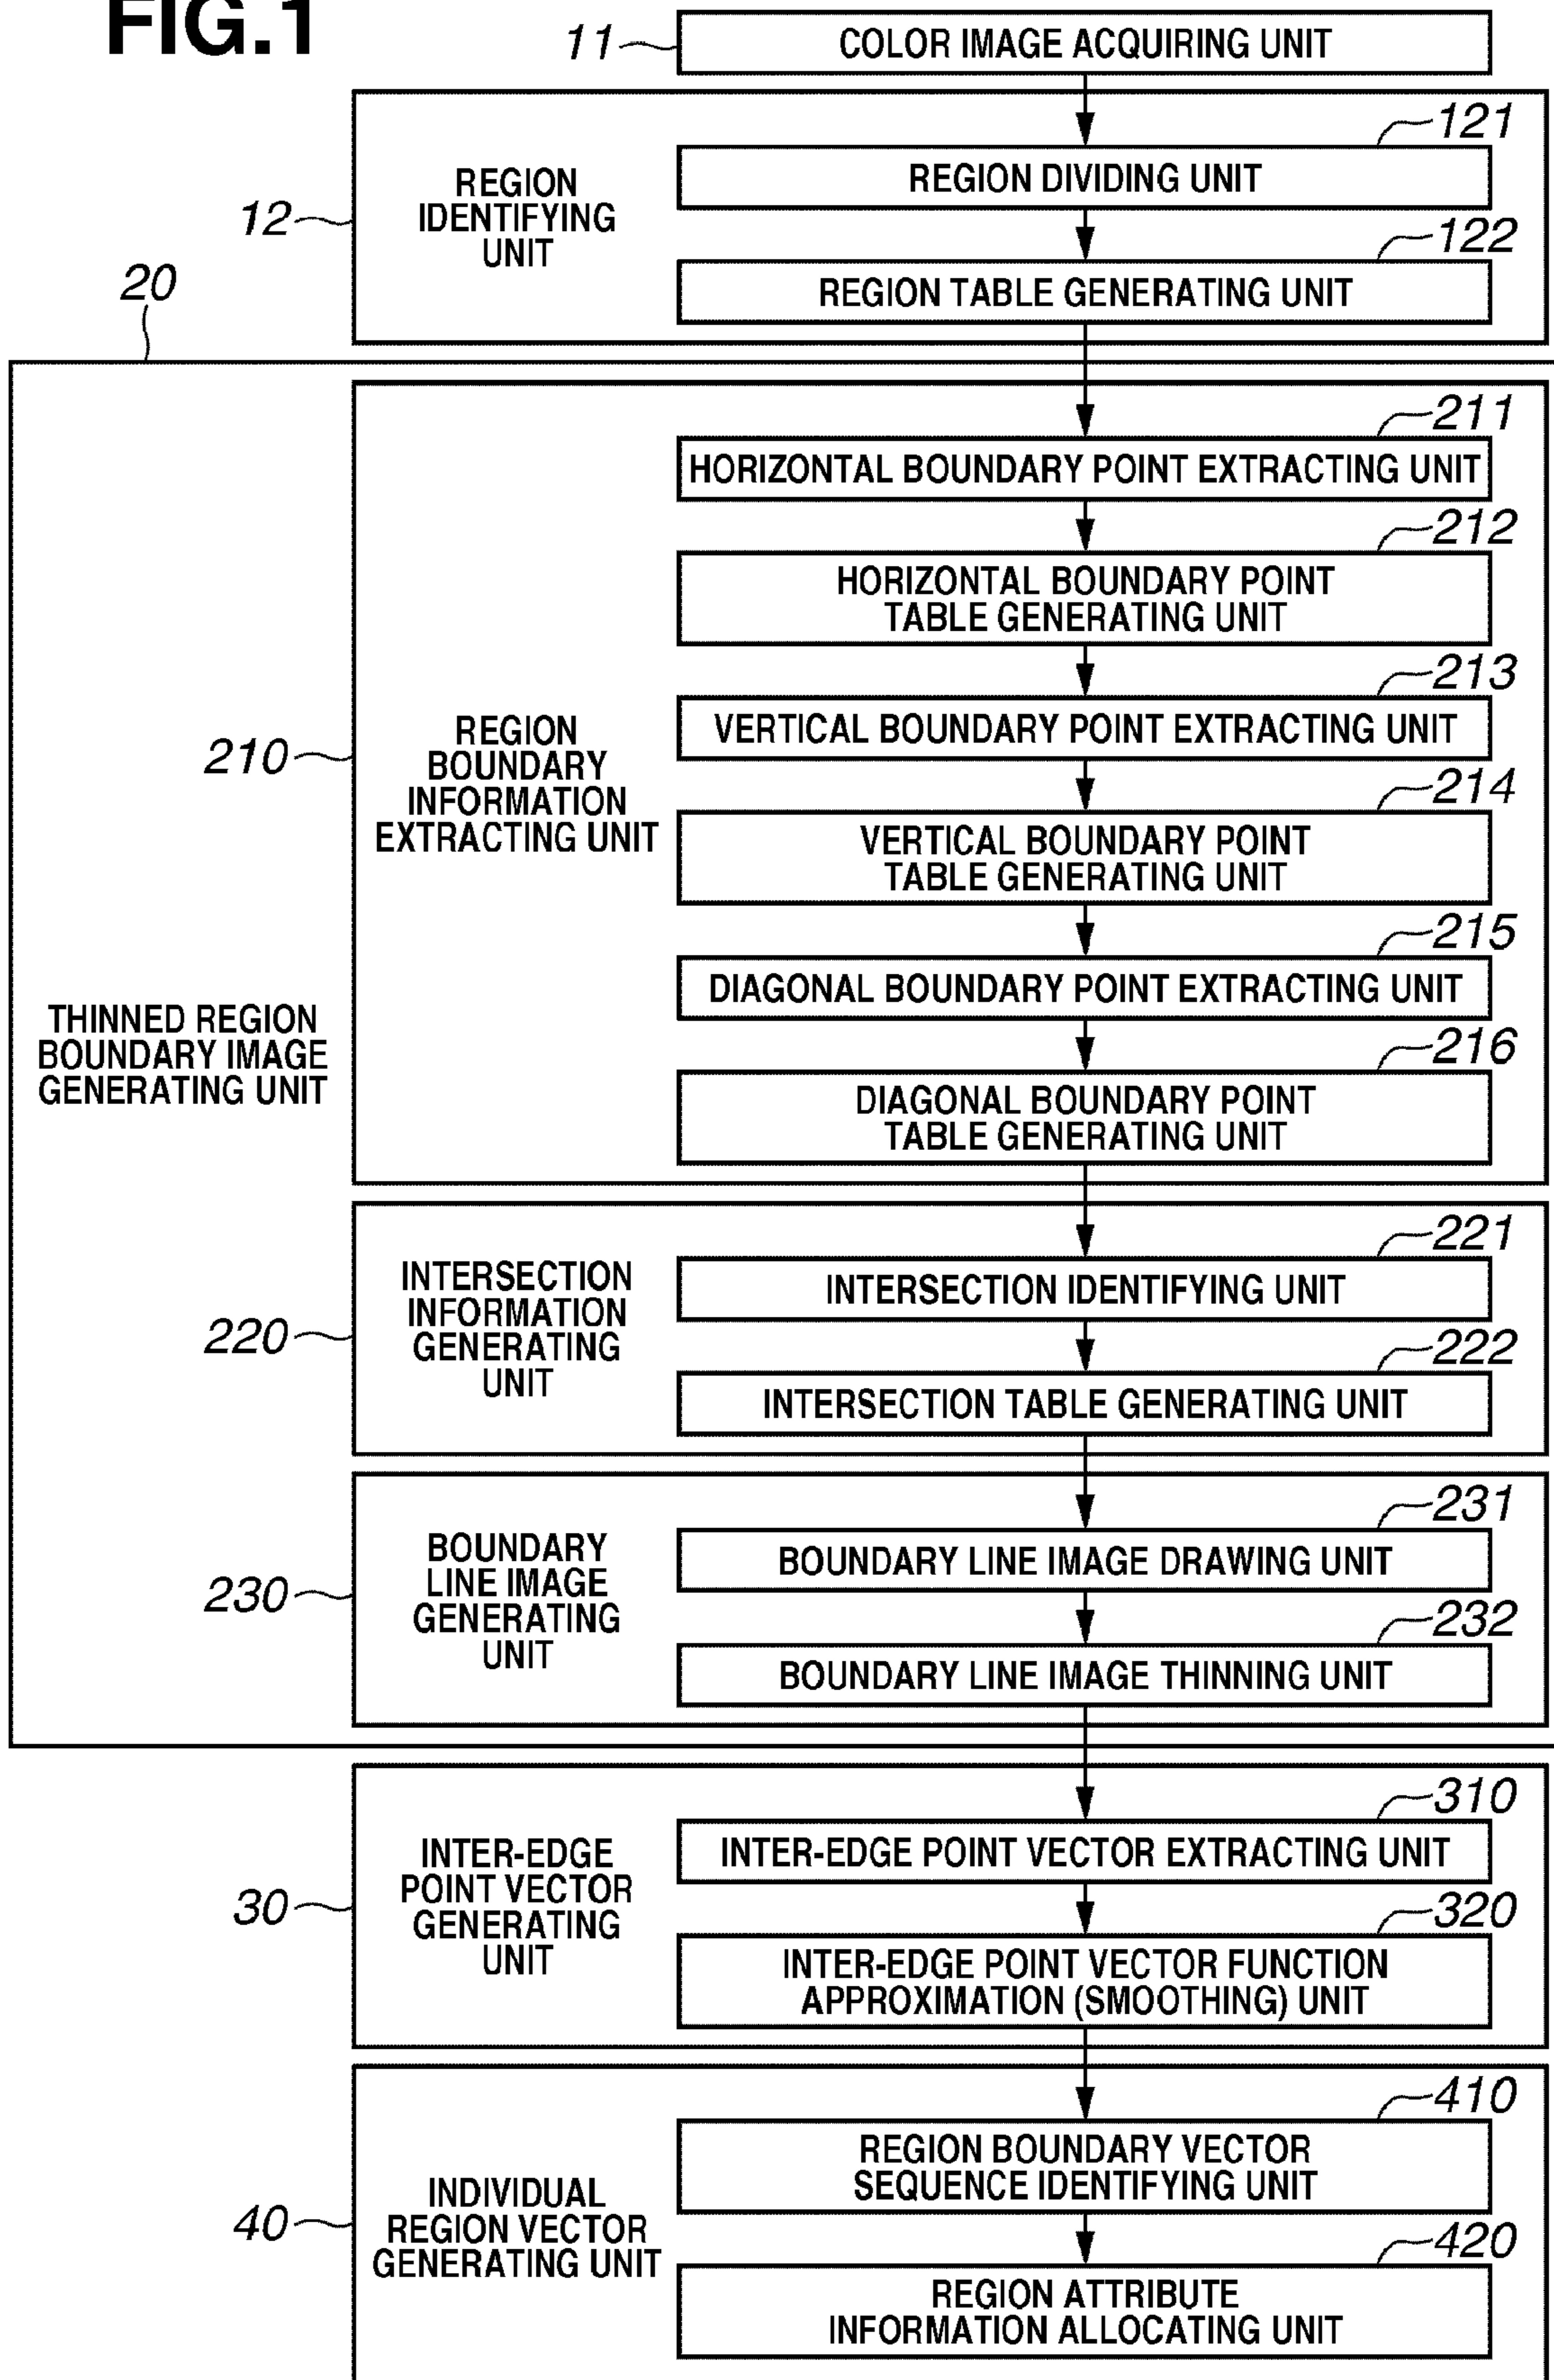 FIG.1
11
COLOR IMAGE ACQUIRING UNIT
12
REGION
IDENTIFYING
UNIT
121
REGION DIVIDING UNIT
122
REGION TABLE GENERATING UNIT
20
THINNED REGION
BOUNDARY IMAGE
GENERATING UNIT
210
REGION
BOUNDARY
INFORMATION
EXTRACTING UNIT
211
HORIZONTAL BOUNDARY POINT EXTRACTING UNIT
212
HORIZONTAL BOUNDARY POINT
TABLE GENERATING UNIT
213
VERTICAL BOUNDARY POINT EXTRACTING UNIT
214
VERTICAL BOUNDARY POINT
TABLE GENERATING UNIT
215
DIAGONAL BOUNDARY POINT EXTRACTING UNIT
216
DIAGONAL BOUNDARY POINT
TABLE GENERATING UNIT
220
INTERSECTION
INFORMATION
GENERATING
UNIT
221
INTERSECTION IDENTIFYING UNIT
222
INTERSECTION TABLE GENERATING UNIT
230
BOUNDARY
LINE IMAGE
GENERATING
UNIT
231
BOUNDARY LINE IMAGE DRAWING UNIT
232
BOUNDARY LINE IMAGE THINNING UNIT
30
INTER-EDGE
POINT VECTOR
GENERATING
UNIT
310
INTER-EDGE POINT VECTOR EXTRACTING UNIT
320
INTER-EDGE POINT VECTOR FUNCTION
APPROXIMATION (SMOOTHING) UNIT
40
INDIVIDUAL
REGION VECTOR
GENERATING UNIT
410
REGION BOUNDARY VECTOR
SEQUENCE IDENTIFYING UNIT
420
REGION ATTRIBUTE
INFORMATION ALLOCATING UNIT